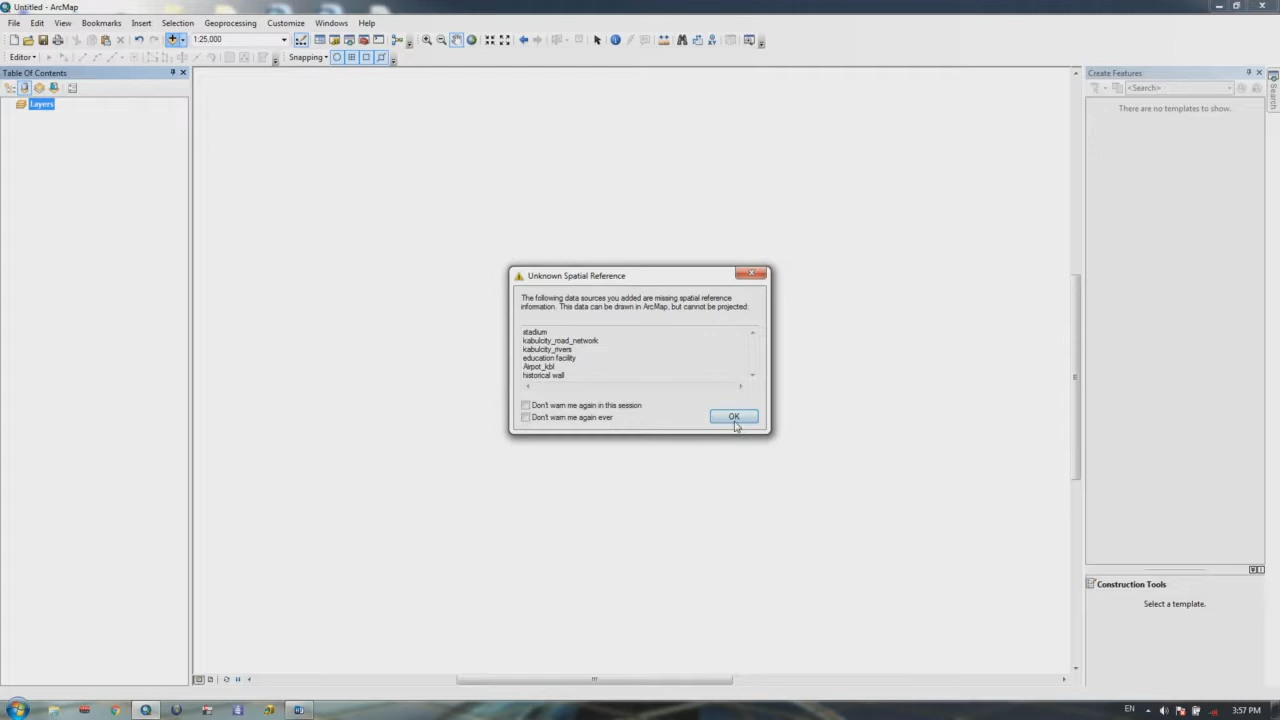 Untitled - ArcMap
File Edit View Bookmarks Insert Selection Geoprocessing Customize Windows Help
1:25,000
Editor Snapping
Table Of Contents
Layers
Create Features
<Search>
There are no templates to show.
Search
Unknown Spatial Reference
The following data sources you added are missing spatial reference
information. This data can be drawn in ArcMap, but cannot be projected:
stadium
kabulcity_road_network
kabulcity_rivers
education facility
Airpot_kbl
historical wall
Don't warn me again in this session
Don't warn me again ever
OK
Construction Tools
Select a template.
EN 3:57 PM